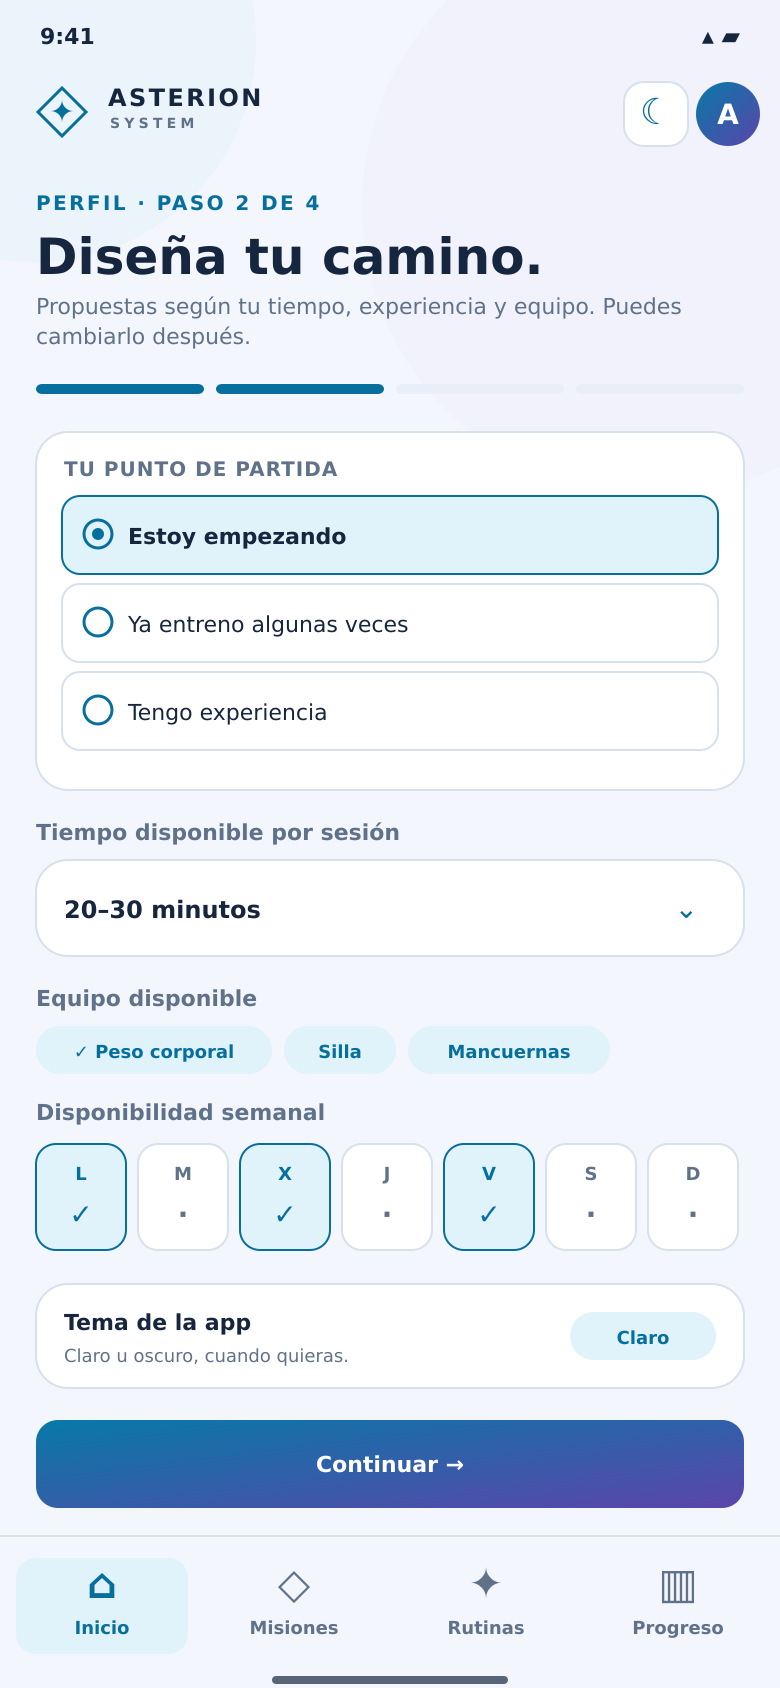 9:41
ASTERION
SYSTEM
A
PERFIL · PASO 2 DE 4
Diseña tu camino.
Propuestas según tu tiempo, experiencia y equipo. Puedes
cambiarlo después.
TU PUNTO DE PARTIDA
Estoy empezando
Ya entreno algunas veces
Tengo experiencia
Tiempo disponible por sesión
20–30 minutos
Equipo disponible
✓ Peso corporal Silla Mancuernas
Disponibilidad semanal
L M X J V S D
✓ · ✓ · ✓ · ·
Tema de la app
Claro u oscuro, cuando quieras.
Claro
Continuar →
Inicio Misiones Rutinas Progreso